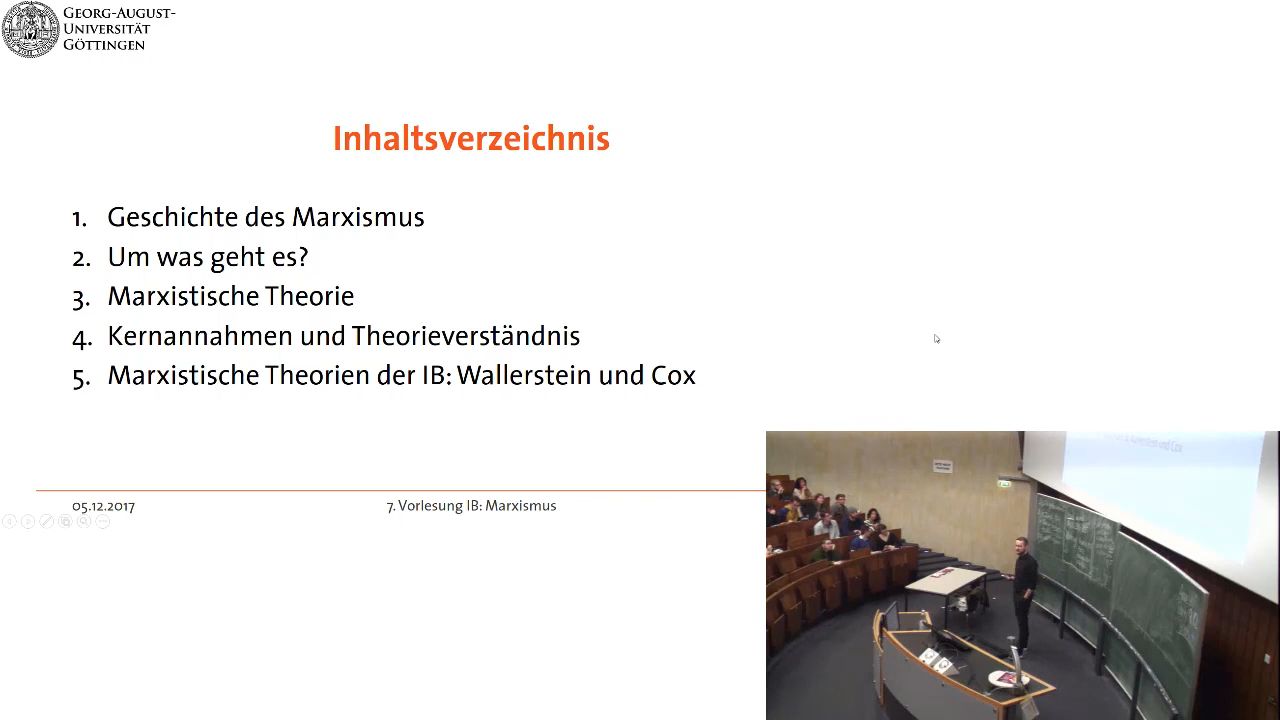 Georg-August-
Universität
Göttingen
Inhaltsverzeichnis
1. Geschichte des Marxismus
2. Um was geht es?
3. Marxistische Theorie
4. Kernannahmen und Theorieverständnis
5. Marxistische Theorien der IB: Wallerstein und Cox
05.12.2017
7. Vorlesung IB: Marxismus